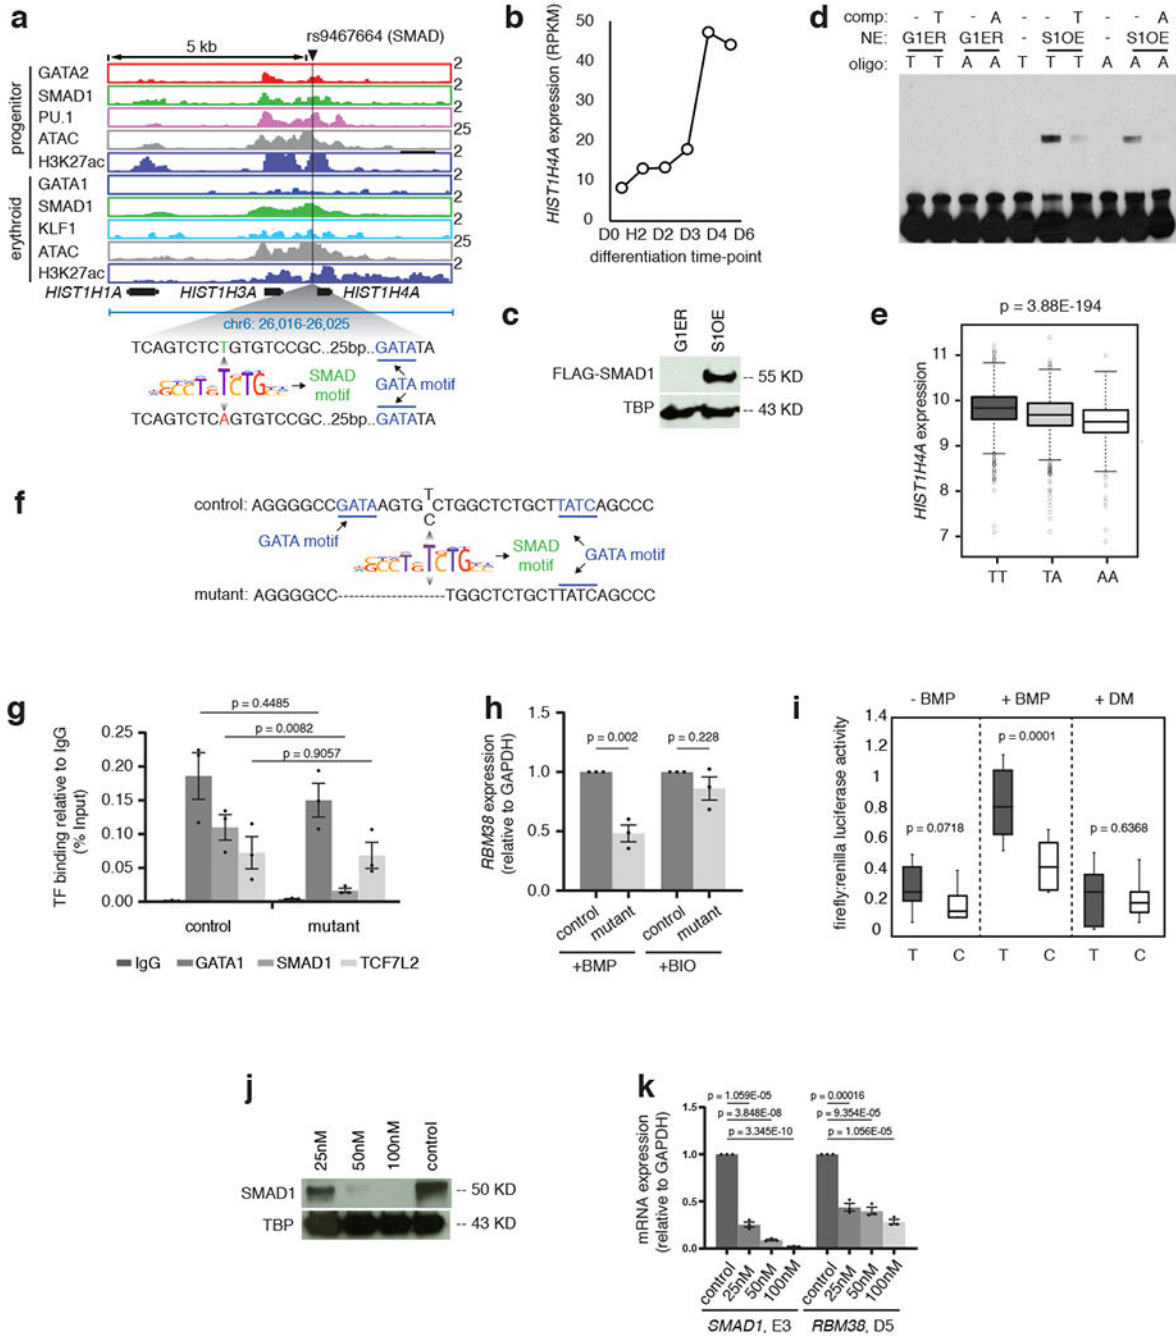 a
rs9467664 (SMAD)
5 kb
progenitor
GATA2
2
SMAD1
2
PU.1
2
ATAC
25
H3K27ac
2
erythroid
GATA1
2
SMAD1
2
KLF1
2
ATAC
25
H3K27ac
2
HIST1H1A
HIST1H3A
HIST1H4A
chr6: 26,016-26,025
TCAGTCTCTGTGTCCGC..25bp..GATATA
SMAD motif
GATA motif
TCAGTCTCAGTGTCCGC..25bp..GATATA
b
HIST1H4A expression (RPKM)
50
40
30
20
10
0
D0 H2 D2 D3 D4 D6
differentiation time-point
c
G1ER
S1OE
FLAG-SMAD1
-- 55 KD
TBP
-- 43 KD
d
comp: - T - A - - T - - A
NE: G1ER G1ER - S1OE - S1OE
oligo: T T A A T T T A A A
e
p = 3.88E-194
HIST1H4A expression
11
10
9
8
7
TT TA AA
f
control: AGGGGCCGATAAGTG T CTGGCTCTGCTTATCAGCCC
C
GATA motif
SMAD motif
GATA motif
mutant: AGGGGCC--------------------TGGCTCTGCTTATCAGCCC
g
p = 0.4485
p = 0.0082
p = 0.9057
TF binding relative to IgG
(% Input)
0.25
0.20
0.15
0.10
0.05
0.00
control
mutant
IgG GATA1 SMAD1 TCF7L2
h
RBM38 expression
(relative to GAPDH)
1.5
1.0
0.5
0.0
p = 0.002
p = 0.228
control
mutant
control
mutant
+BMP
+BIO
i
- BMP
+ BMP
+ DM
firefly:renilla luciferase activity
1.4
1.2
1
0.8
0.6
0.4
0.2
0
p = 0.0718
p = 0.0001
p = 0.6368
T C T C T C
j
25nM
50nM
100nM
control
SMAD1
-- 50 KD
TBP
-- 43 KD
k
p = 1.059E-05
p = 3.848E-08
p = 3.345E-10
p = 0.00016
p = 9.354E-05
p = 1.056E-05
mRNA expression
(relative to GAPDH)
1.5
1.0
0.5
0.0
control
25nM
50nM
100nM
control
25nM
50nM
100nM
SMAD1, E3
RBM38, D5